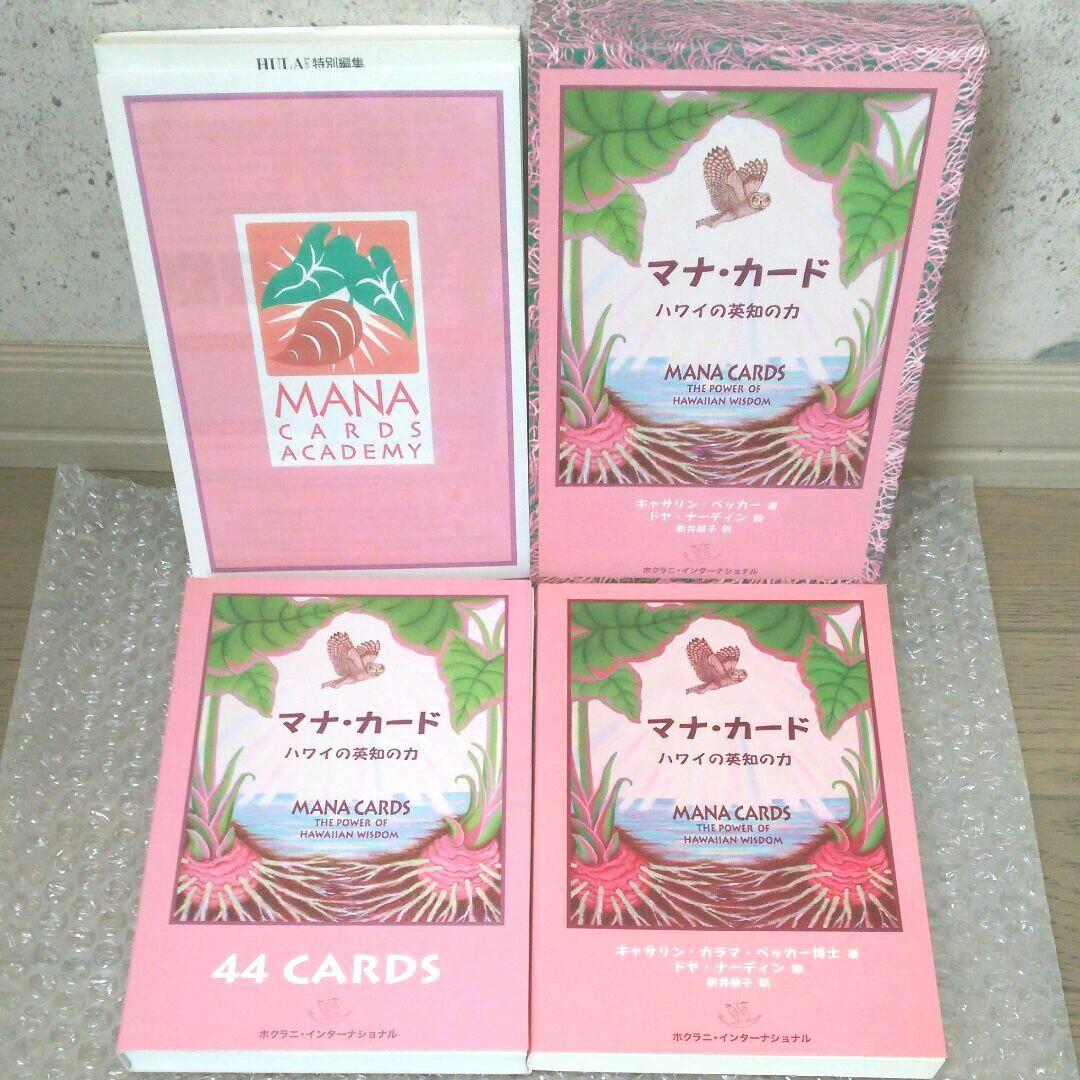 HULA 特別編集
MANA
CARDS
ACADEMY
マナ・カード
ハワイの英知の力
MANA CARDS
THE POWER OF
HAWAIIAN WISDOM
キャサリン・ベッカー 著
ドヤ・ナーディン 絵
新井朋子 訳
ホクラニ・インターナショナル
マナ・カード
ハワイの英知の力
MANA CARDS
THE POWER OF
HAWAIIAN WISDOM
44 CARDS
ホクラニ・インターナショナル
マナ・カード
ハワイの英知の力
MANA CARDS
THE POWER OF
HAWAIIAN WISDOM
キャサリン・カラマ・ベッカー博士 著
ドヤ・ナーディン 絵
新井朋子 訳
ホクラニ・インターナショナル